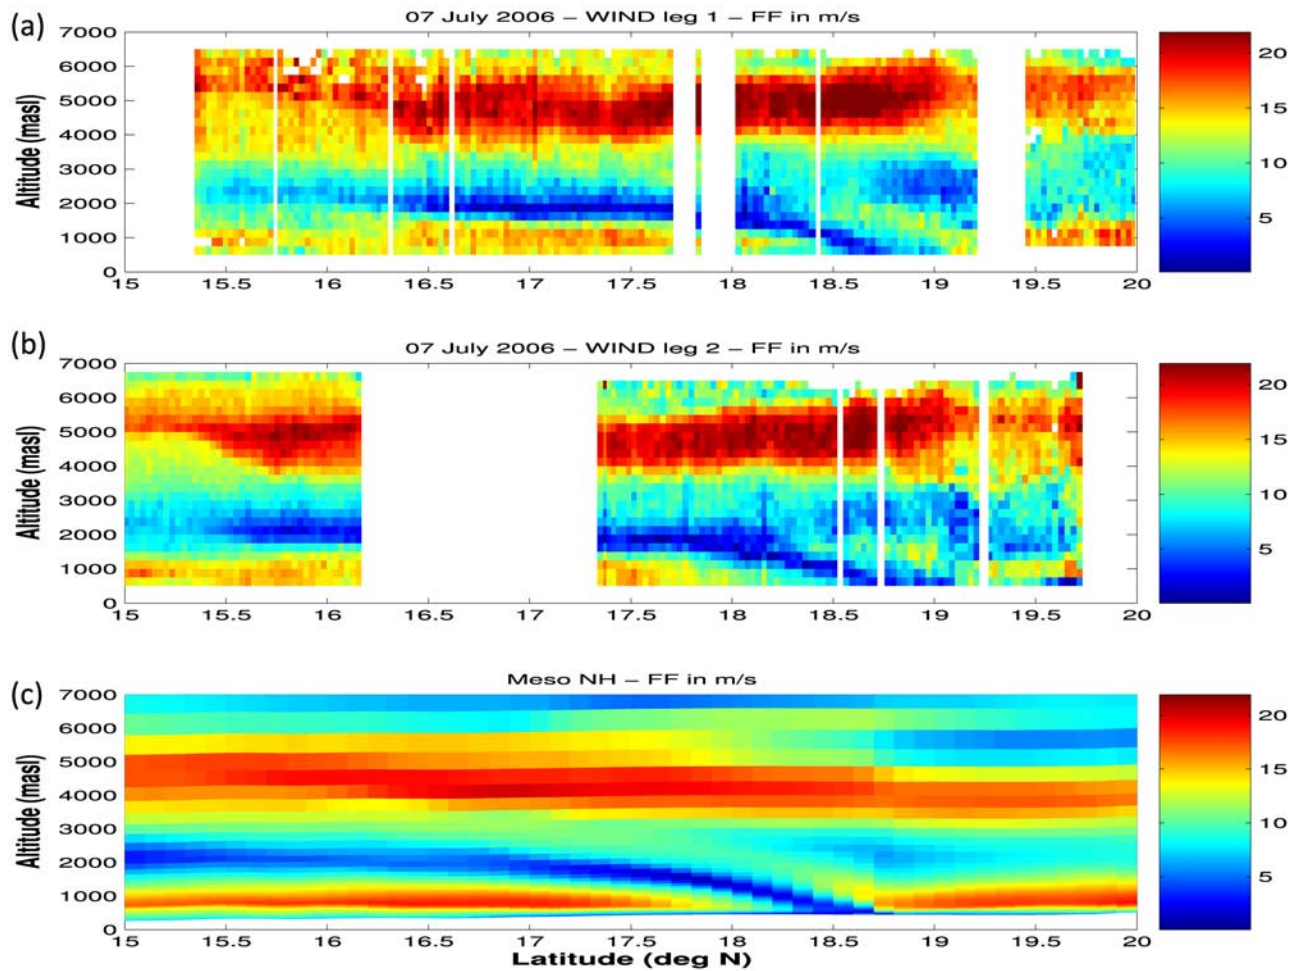 (a)
07 July 2006 – WIND leg 1 – FF in m/s
Altitude (masl)
7000
6000
5000
4000
3000
2000
1000
0
15 15.5 16 16.5 17 17.5 18 18.5 19 19.5 20
20
15
10
5
(b)
07 July 2006 – WIND leg 2 – FF in m/s
Altitude (masl)
7000
6000
5000
4000
3000
2000
1000
0
15 15.5 16 16.5 17 17.5 18 18.5 19 19.5 20
20
15
10
5
(c)
Meso NH – FF in m/s
Altitude (masl)
7000
6000
5000
4000
3000
2000
1000
0
15 15.5 16 16.5 17 17.5 18 18.5 19 19.5 20
Latitude (deg N)
20
15
10
5